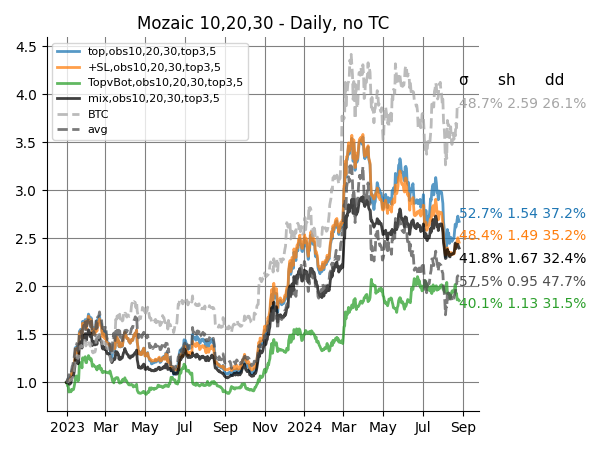 Mozaic 10,20,30 - Daily, no TC
top,obs10,20,30,top3,5
+SL,obs10,20,30,top3,5
TopvBot,obs10,20,30,top3,5
mix,obs10,20,30,top3,5
BTC
avg
σ sh dd
48.7% 2.59 26.1%
52.7% 1.54 37.2%
48.4% 1.49 35.2%
41.8% 1.67 32.4%
57.5% 0.95 47.7%
40.1% 1.13 31.5%
4.5
4.0
3.5
3.0
2.5
2.0
1.5
1.0
2023 Mar May Jul Sep Nov 2024 Mar May Jul Sep